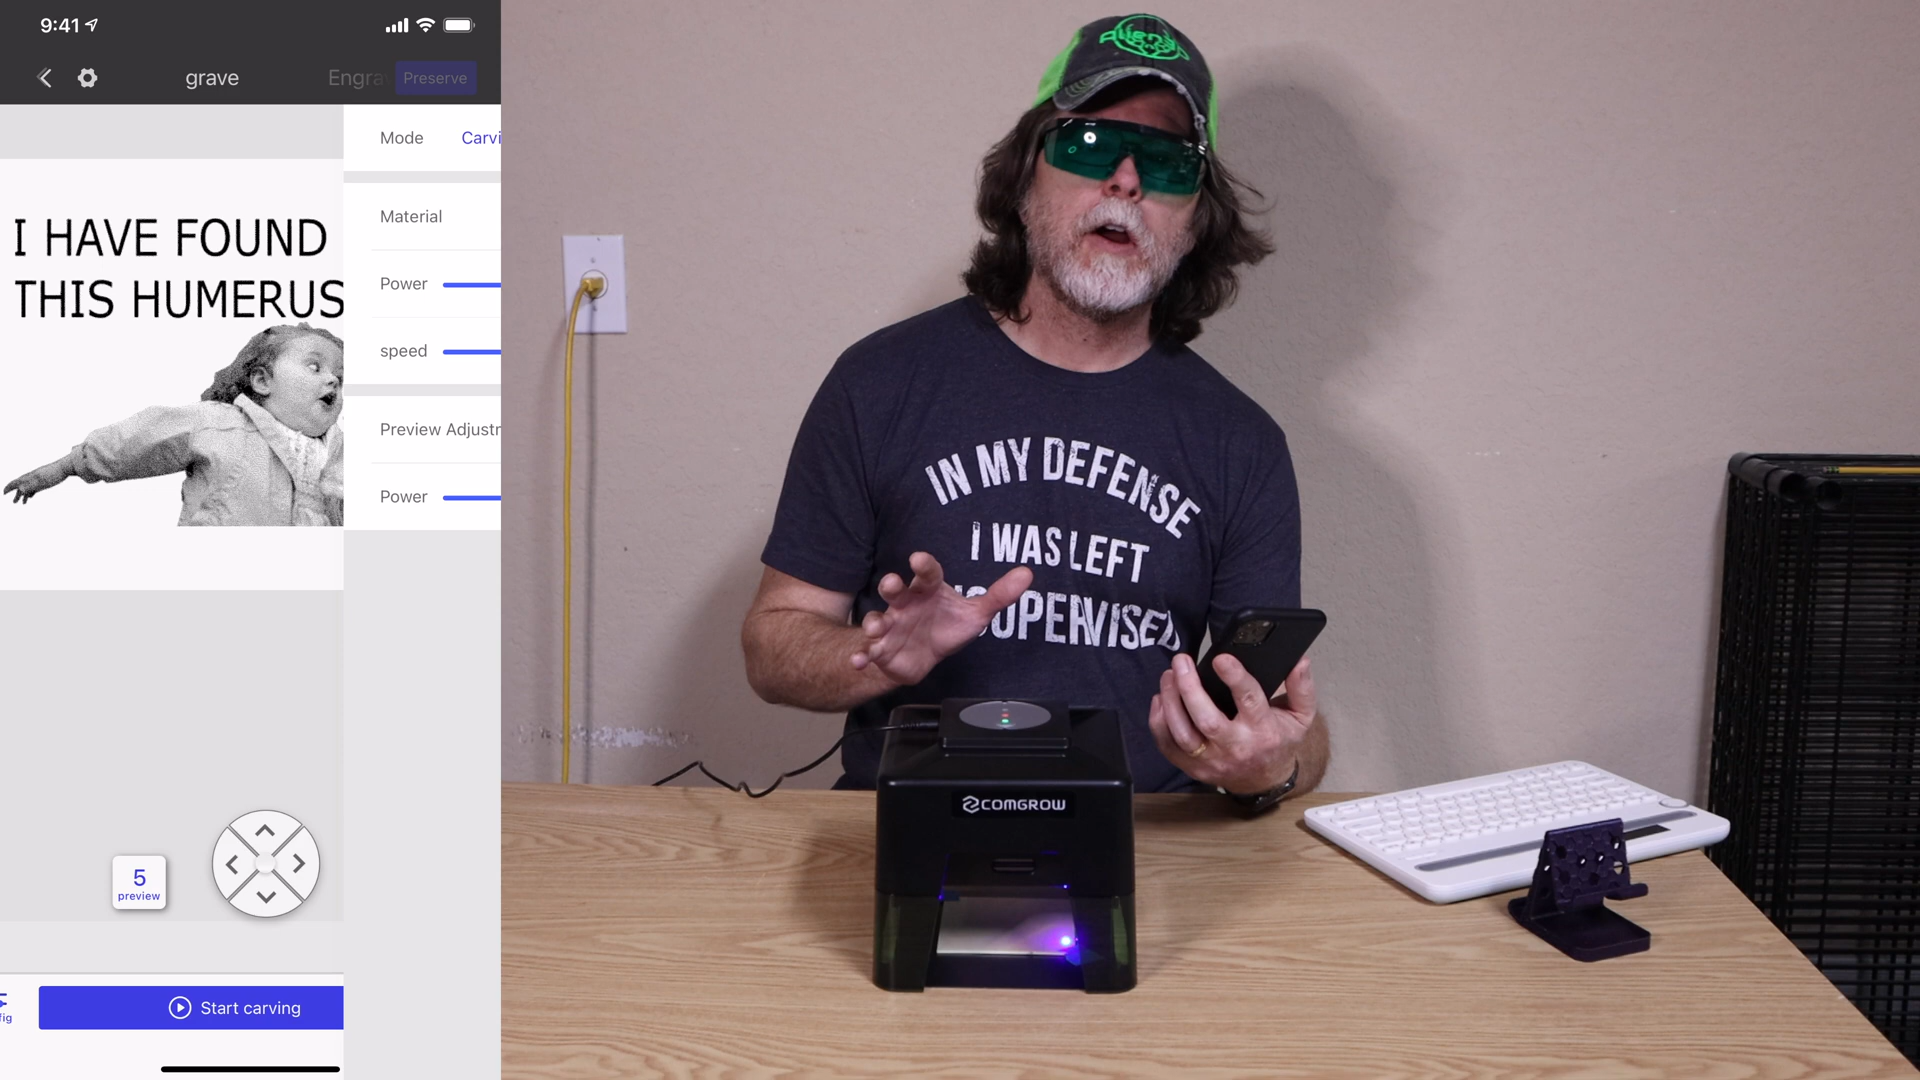 9:41
grave
Engra
Preserve
Mode
Carvi
Material
Power
speed
Preview Adjustr
Power
I HAVE FOUND
THIS HUMERUS
5
preview
fig
Start carving
IN MY DEFENSE
I WAS LEFT
COMGROW